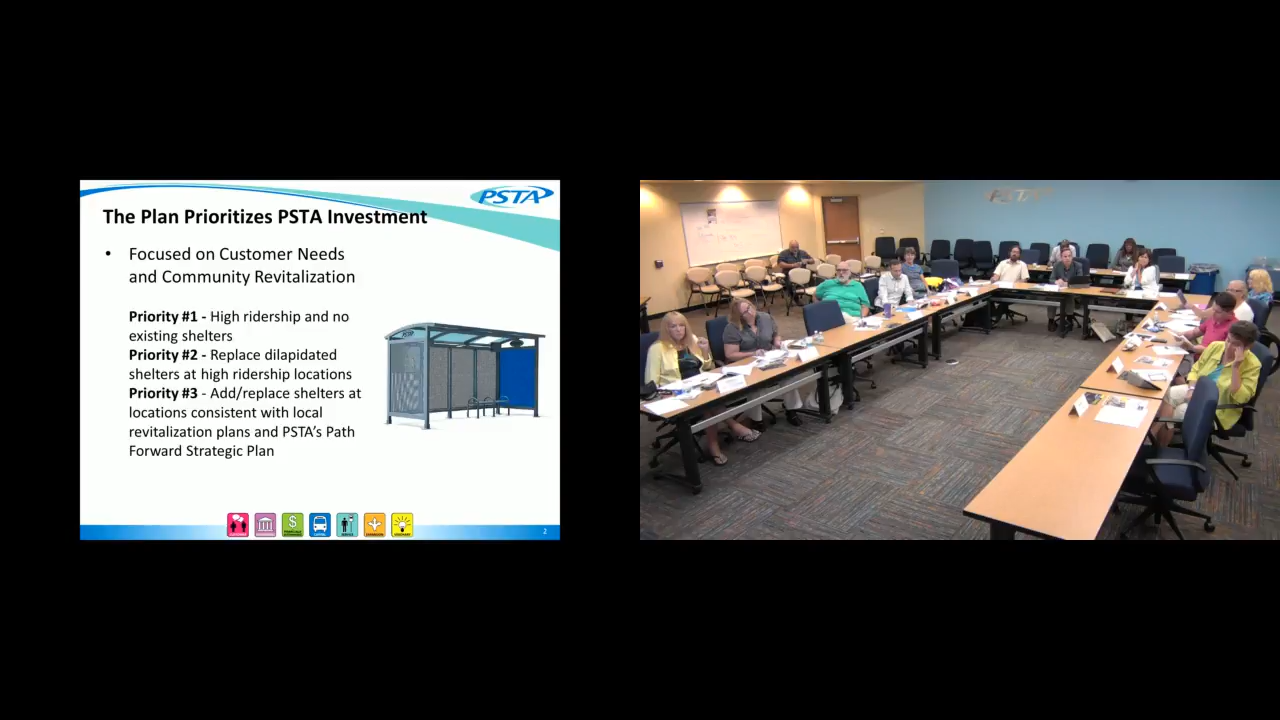 PSTA
The Plan Prioritizes PSTA Investment
• Focused on Customer Needs
and Community Revitalization
Priority #1 - High ridership and no
existing shelters
Priority #2 - Replace dilapidated
shelters at high ridership locations
Priority #3 - Add/replace shelters at
locations consistent with local
revitalization plans and PSTA's Path
Forward Strategic Plan
2
PSTA